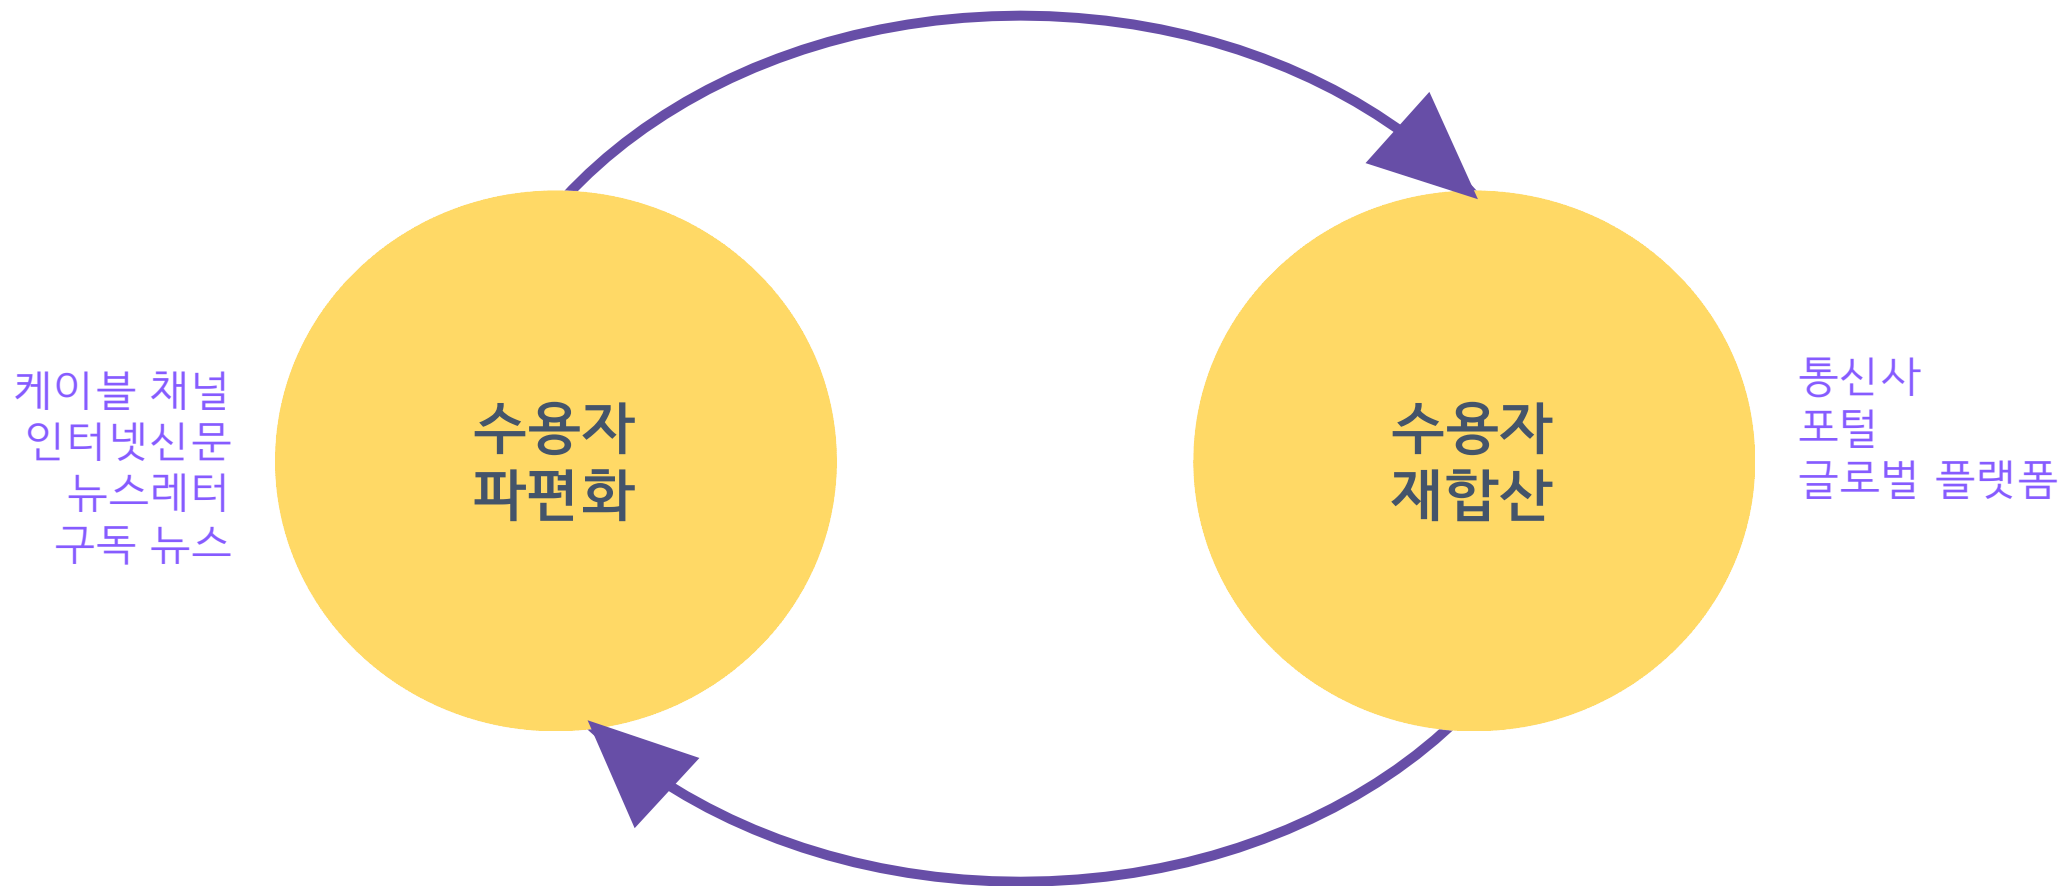 케이블 채널
인터넷신문
뉴스레터
구독 뉴스
수용자
파편화
수용자
재합산
통신사
포털
글로벌 플랫폼